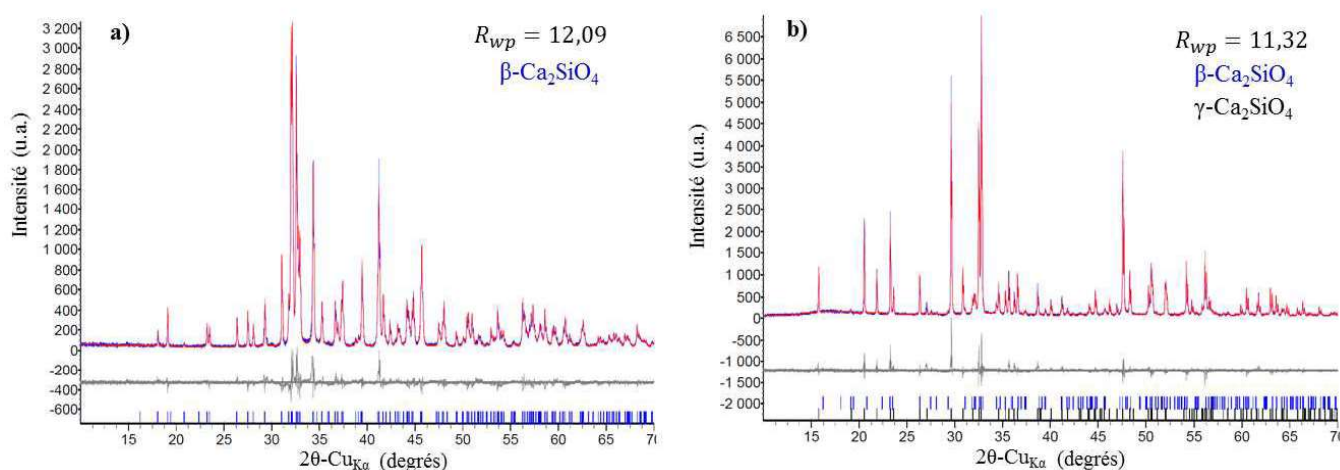 a)
R_wp = 12,09
β-Ca₂SiO₄
Intensité (u.a.)
3 200
3 000
2 800
2 600
2 400
2 200
2 000
1 800
1 600
1 400
1 200
1 000
800
600
400
200
0
-200
-400
-600
15 20 25 30 35 40 45 50 55 60 65 70
2θ-Cu_Kα (degrés)
b)
R_wp = 11,32
β-Ca₂SiO₄
γ-Ca₂SiO₄
Intensité (u.a.)
6 500
6 000
5 500
5 000
4 500
4 000
3 500
3 000
2 500
2 000
1 500
1 000
500
0
-500
-1 000
-1 500
-2 000
15 20 25 30 35 40 45 50 55 60 65 70
2θ-Cu_Kα (degrés)